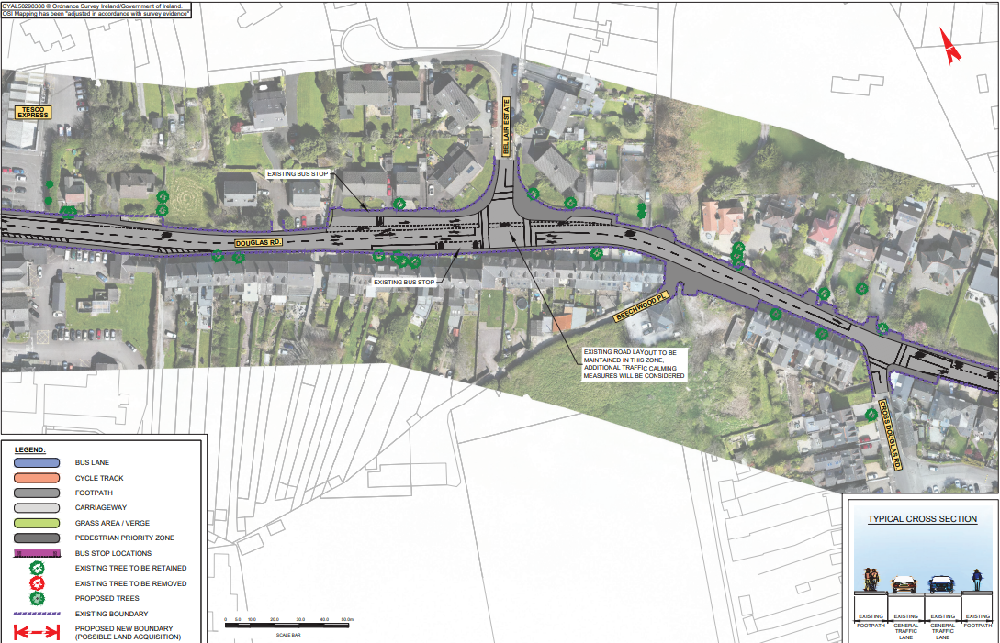 CYAL50298388 © Ordnance Survey Ireland/Government of Ireland.
OSI Mapping has been "adjusted in accordance with survey evidence"
TESCO
EXPRESS
BELLAIR ESTATE
EXISTING BUS STOP
DOUGLAS RD.
EXISTING BUS STOP
BEECHWOOD PL.
EXISTING ROAD LAYOUT TO BE
MAINTAINED IN THIS ZONE,
ADDITIONAL TRAFFIC CALMING
MEASURES WILL BE CONSIDERED
CROSS DOUGLAS RD.
LEGEND:
BUS LANE
CYCLE TRACK
FOOTPATH
CARRIAGEWAY
GRASS AREA / VERGE
PEDESTRIAN PRIORITY ZONE
BUS STOP LOCATIONS
EXISTING TREE TO BE RETAINED
EXISTING TREE TO BE REMOVED
PROPOSED TREES
EXISTING BOUNDARY
PROPOSED NEW BOUNDARY
(POSSIBLE LAND ACQUISITION)
0 5.0 10.0 20.0 30.0 40.0 50.0m
SCALE BAR
TYPICAL CROSS SECTION
EXISTING EXISTING EXISTING EXISTING
FOOTPATH GENERAL GENERAL FOOTPATH
TRAFFIC TRAFFIC
LANE LANE